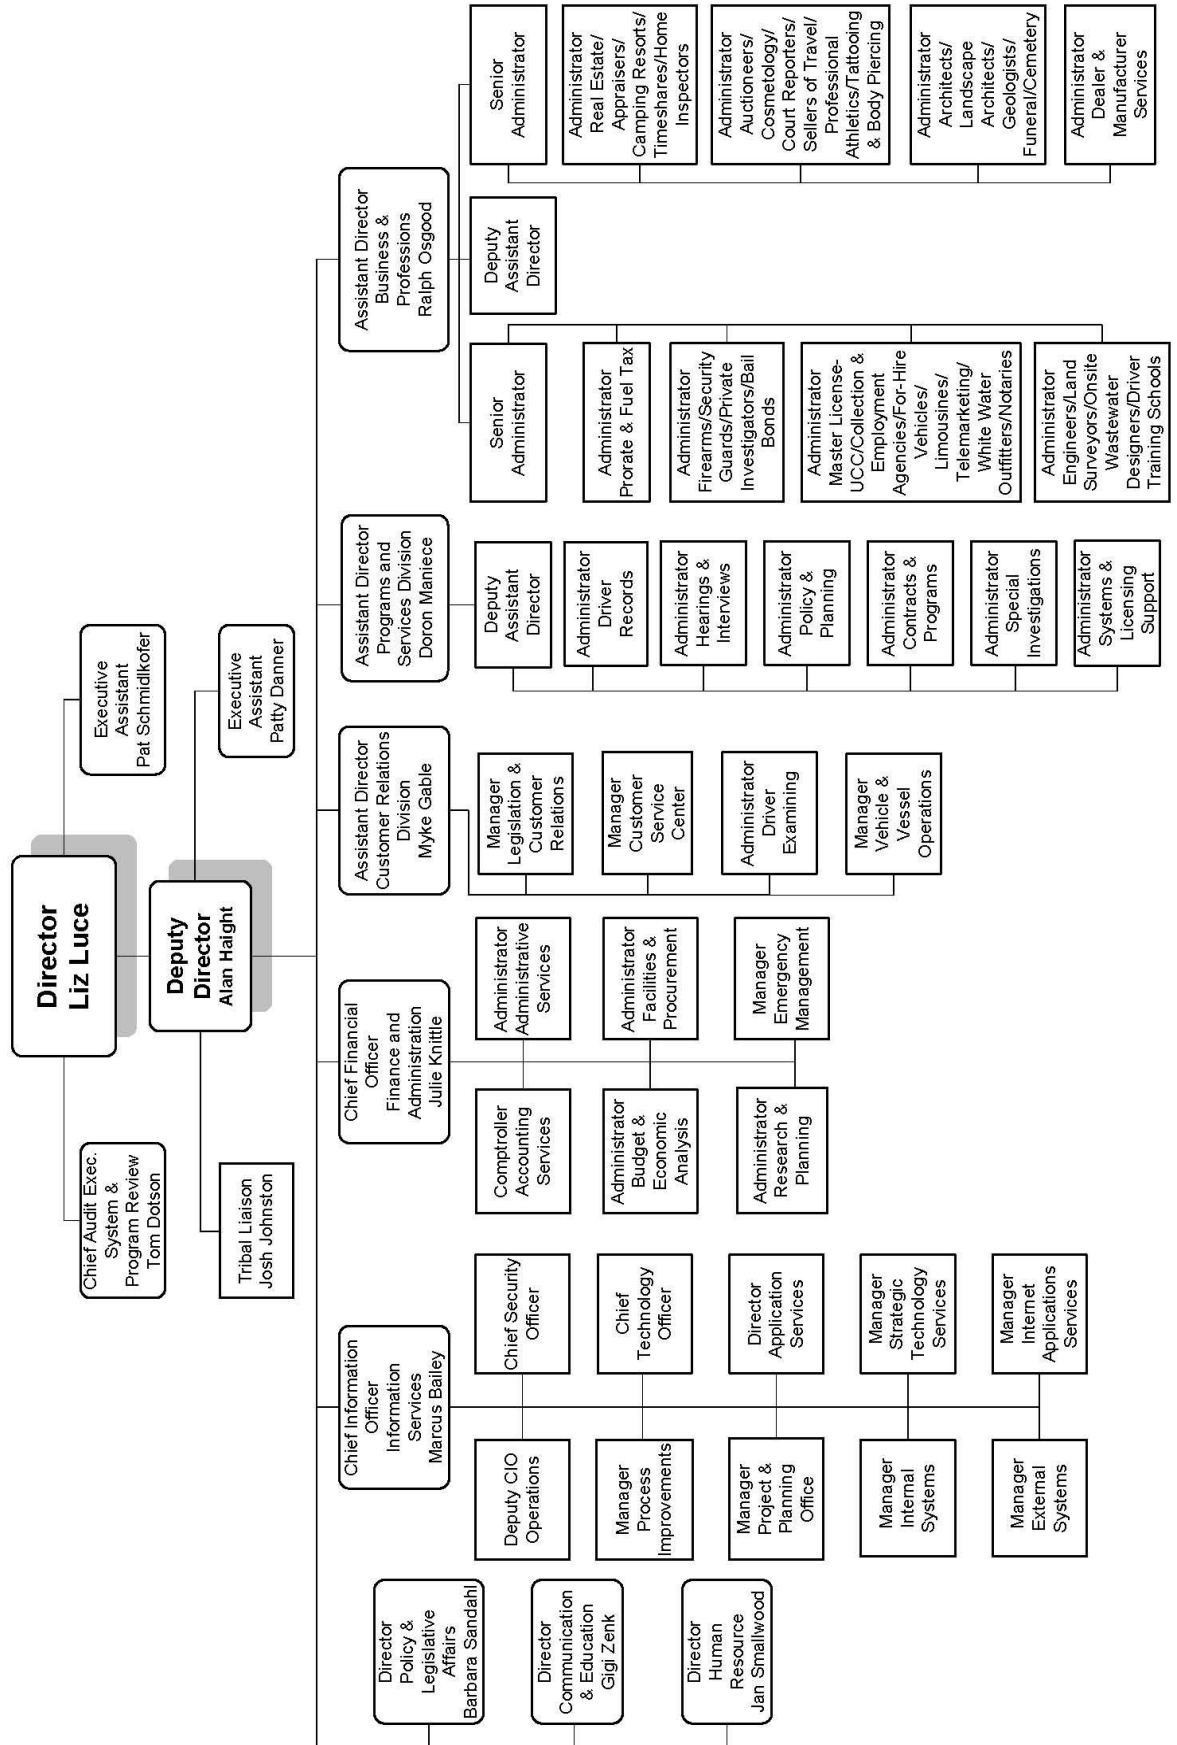 Director
Liz Luce
Chief Audit Exec.
System &
Program Review
Tom Dotson
Executive
Assistant
Pat Schmidlkofer
Deputy
Director
Alan Haight
Tribal Liaison
Josh Johnston
Executive
Assistant
Patty Danner
Director
Policy &
Legislative
Affairs
Barbara Sandahl
Director
Communication
& Education
Gigi Zenk
Director
Human
Resource
Jan Smallwood
Chief Information
Officer
Information
Services
Marcus Bailey
Deputy CIO
Operations
Chief Security
Officer
Manager
Process
Improvements
Chief
Technology
Officer
Manager
Project &
Planning
Office
Director
Application
Services
Manager
Internal
Systems
Manager
Strategic
Technology
Services
Manager
External
Systems
Manager
Internet
Applications
Services
Chief Financial
Officer
Finance and
Administration
Julie Knittle
Comptroller
Accounting
Services
Administrator
Administrative
Services
Administrator
Budget &
Economic
Analysis
Administrator
Facilities &
Procurement
Administrator
Research &
Planning
Manager
Emergency
Management
Assistant Director
Customer Relations
Division
Myke Gable
Manager
Legislation &
Customer
Relations
Manager
Customer
Service
Center
Administrator
Driver
Examining
Manager
Vehicle &
Vessel
Operations
Assistant Director
Programs and
Services Division
Doron Maniece
Deputy
Assistant
Director
Administrator
Driver
Records
Administrator
Hearings &
Interviews
Administrator
Policy &
Planning
Administrator
Contracts &
Programs
Administrator
Special
Investigations
Administrator
Systems &
Licensing
Support
Assistant Director
Business &
Professions
Ralph Osgood
Senior
Administrator
Administrator
Prorate & Fuel Tax
Administrator
Firearms/Security
Guards/Private
Investigators/Bail
Bonds
Administrator
Master License-
UCC/Collection &
Employment
Agencies/For-Hire
Vehicles/
Limousines/
Telemarketing/
White Water
Outfitters/Notaries
Administrator
Engineers/Land
Surveyors/Onsite
Wastewater
Designers/Driver
Training Schools
Deputy
Assistant
Director
Senior
Administrator
Administrator
Real Estate/
Appraisers/
Camping Resorts/
Timeshares/Home
Inspectors
Administrator
Auctioneers/
Cosmetology/
Court Reporters/
Sellers of Travel/
Professional
Athletics/Tattooing
& Body Piercing
Administrator
Architects/
Landscape
Architects/
Geologists/
Funeral/Cemetery
Administrator
Dealer &
Manufacturer
Services